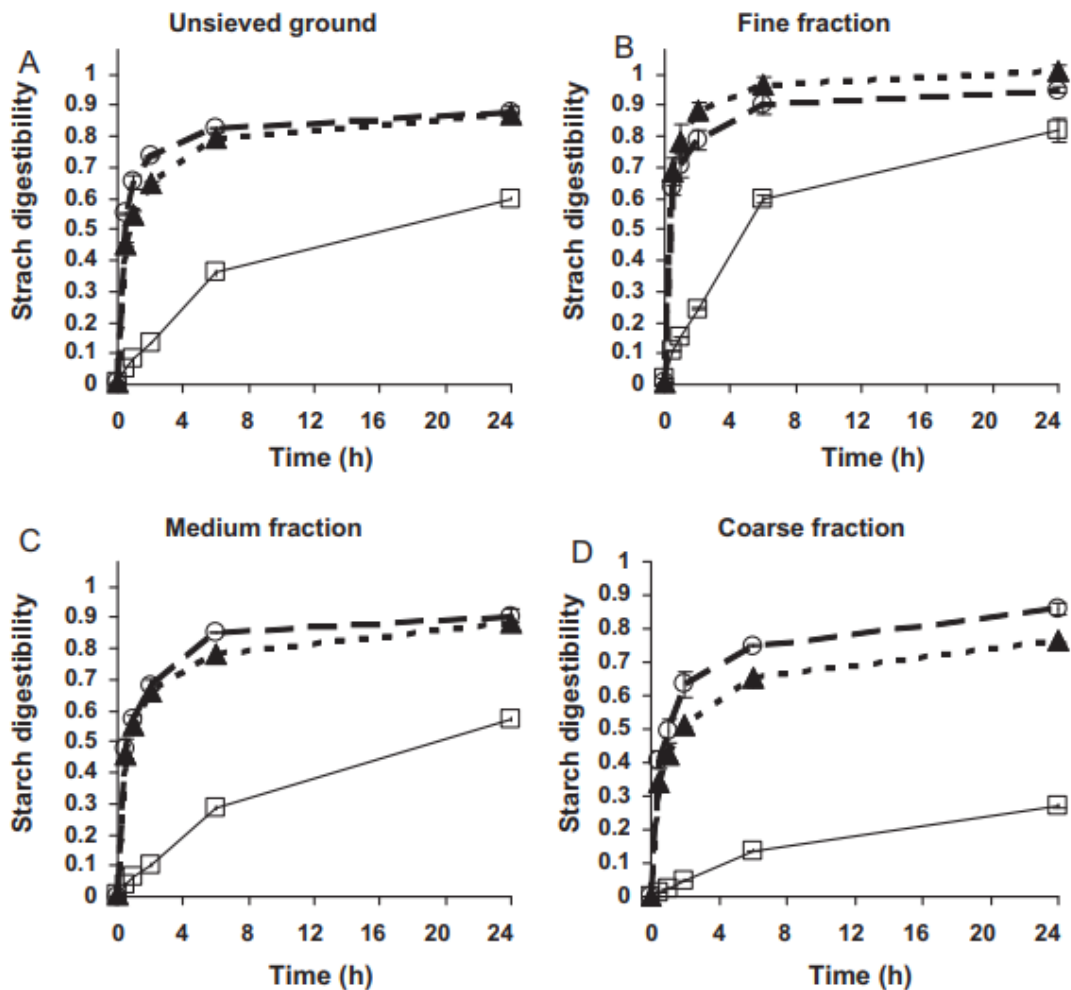 Unsieved ground
A
Strach digestibility
1
0.9
0.8
0.7
0.6
0.5
0.4
0.3
0.2
0.1
0
0 4 8 12 16 20 24
Time (h)
Fine fraction
B
Strach digestibility
1
0.9
0.8
0.7
0.6
0.5
0.4
0.3
0.2
0.1
0
0 4 8 12 16 20 24
Time (h)
Medium fraction
C
Starch digestibility
1
0.9
0.8
0.7
0.6
0.5
0.4
0.3
0.2
0.1
0
0 4 8 12 16 20 24
Time (h)
Coarse fraction
D
Starch digestibility
1
0.9
0.8
0.7
0.6
0.5
0.4
0.3
0.2
0.1
0
0 4 8 12 16 20 24
Time (h)